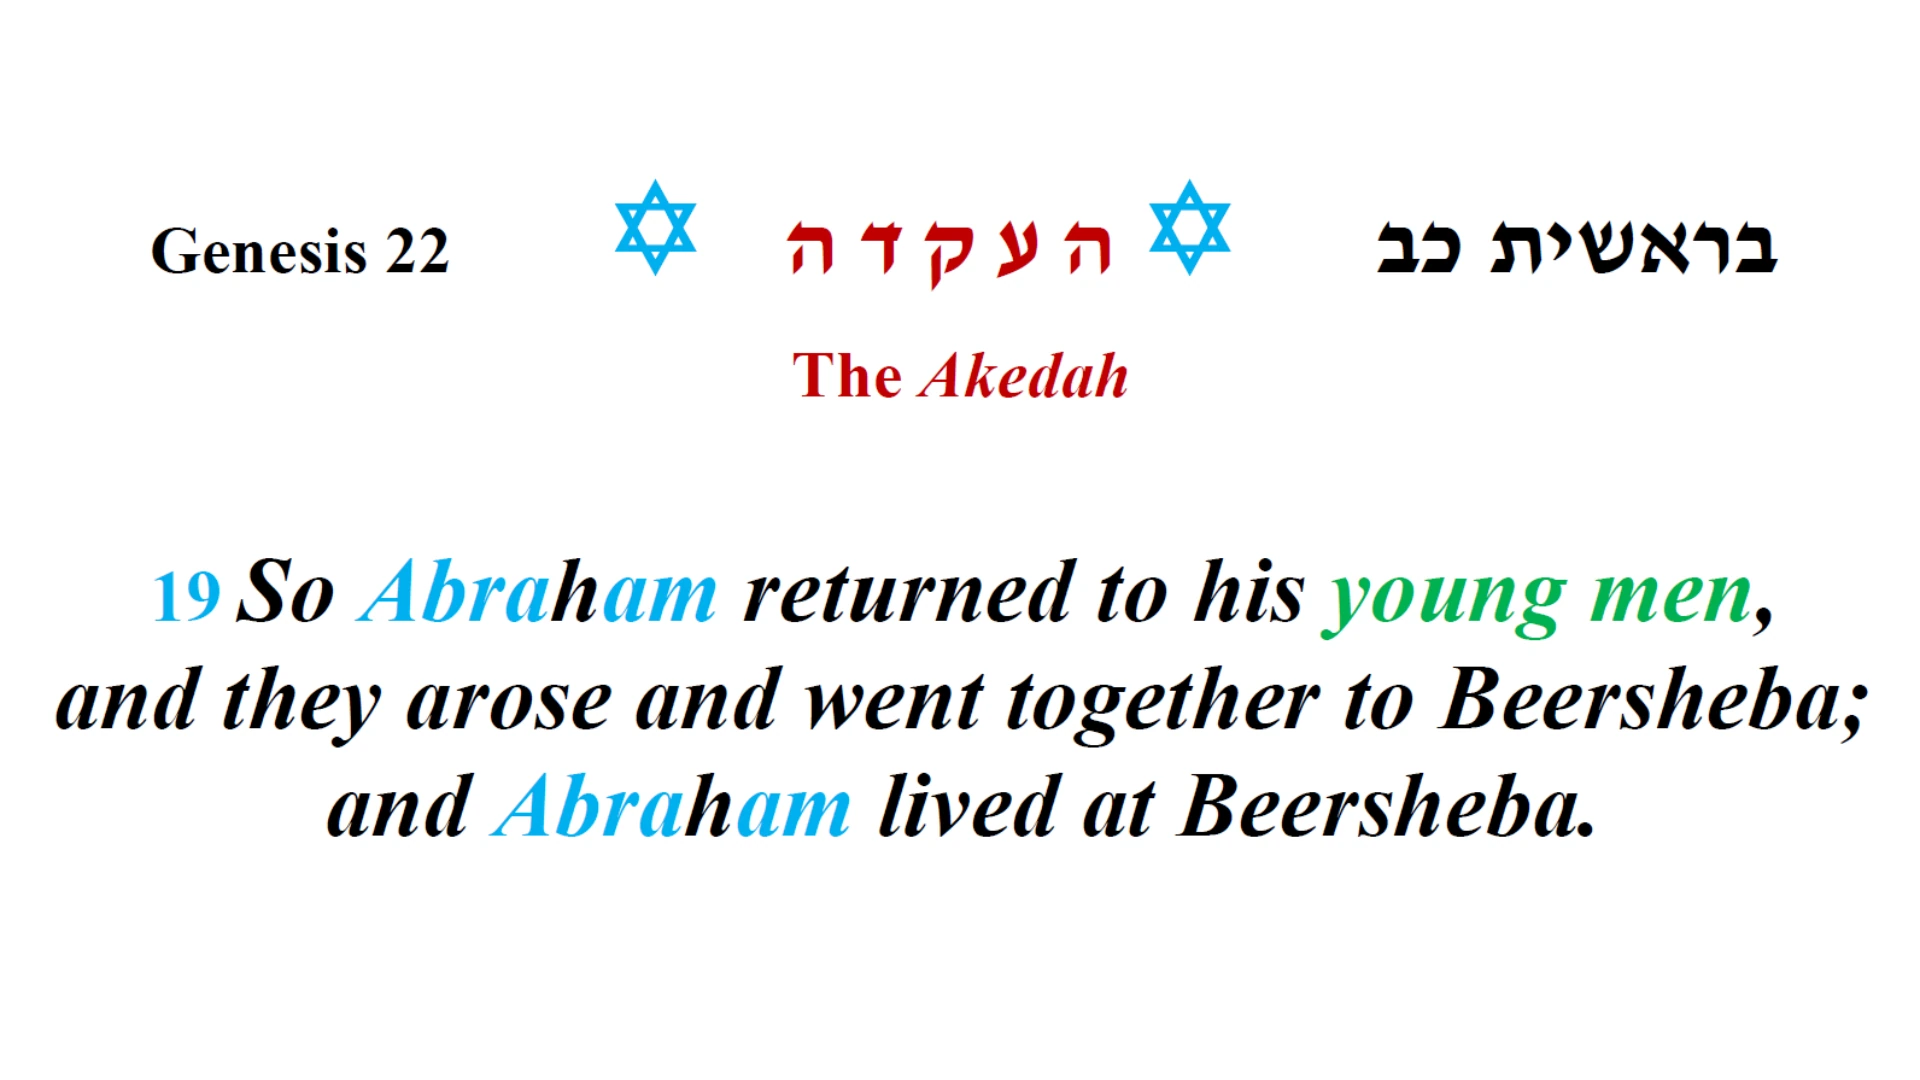 Genesis 22 ✡ ה ע ק ד ה ✡ בראשית כב
The Akedah
19 So Abraham returned to his young men,
and they arose and went together to Beersheba;
and Abraham lived at Beersheba.